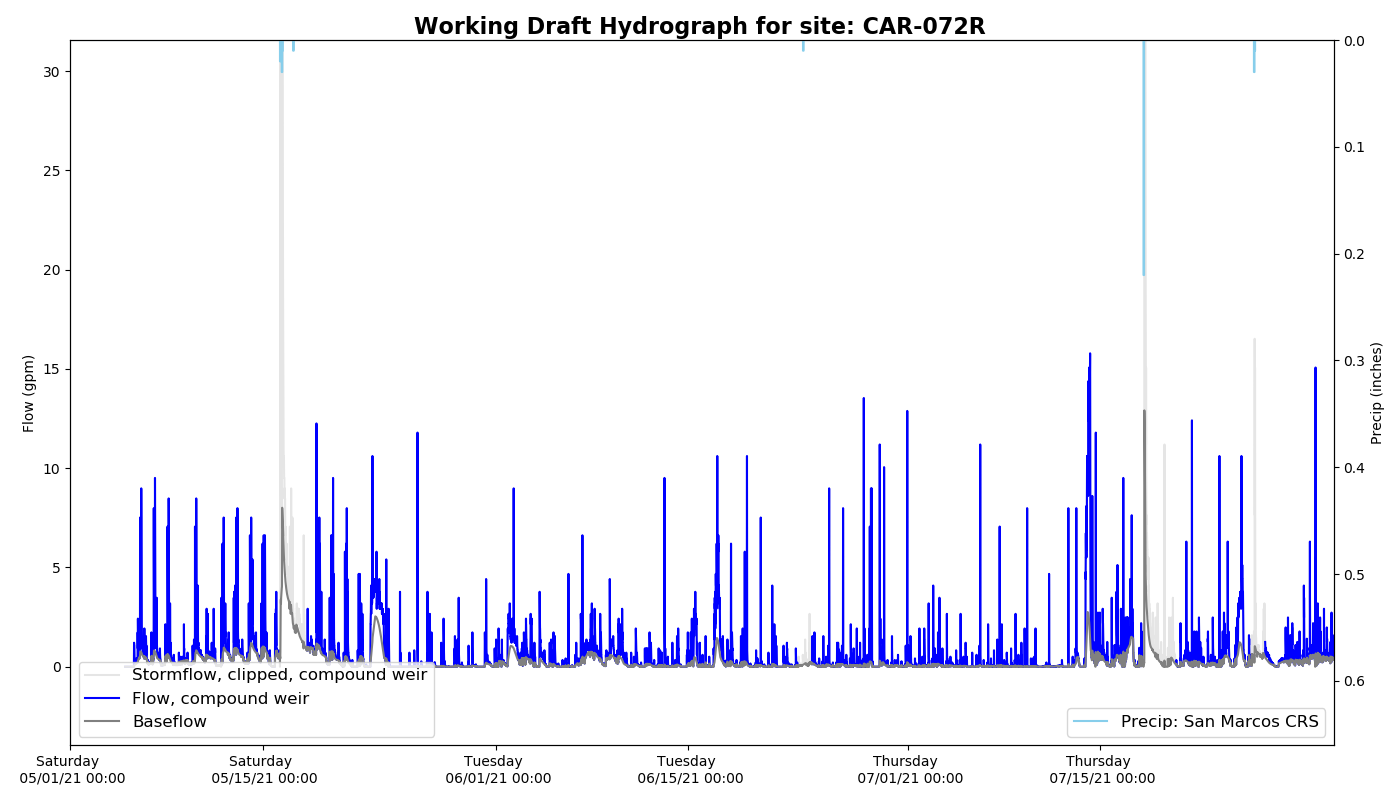 Working Draft Hydrograph for site: CAR-072R
30
25
20
15
10
5
0
Flow (gpm)
0.0
0.1
0.2
0.3
0.4
0.5
0.6
Precip (inches)
Stormflow, clipped, compound weir
Flow, compound weir
Baseflow
Precip: San Marcos CRS
Saturday
05/01/21 00:00
Saturday
05/15/21 00:00
Tuesday
06/01/21 00:00
Tuesday
06/15/21 00:00
Thursday
07/01/21 00:00
Thursday
07/15/21 00:00